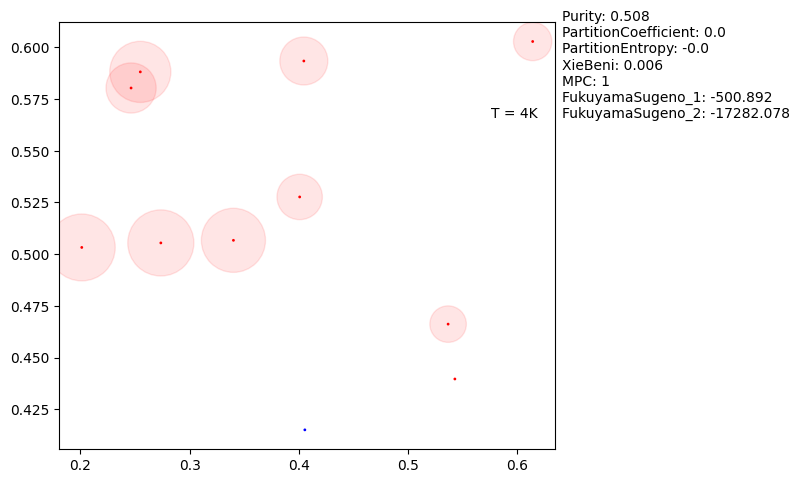 Purity: 0.508
PartitionCoefficient: 0.0
PartitionEntropy: -0.0
XieBeni: 0.006
MPC: 1
FukuyamaSugeno_1: -500.892
FukuyamaSugeno_2: -17282.078
T = 4K
0.600
0.575
0.550
0.525
0.500
0.475
0.450
0.425
0.2 0.3 0.4 0.5 0.6